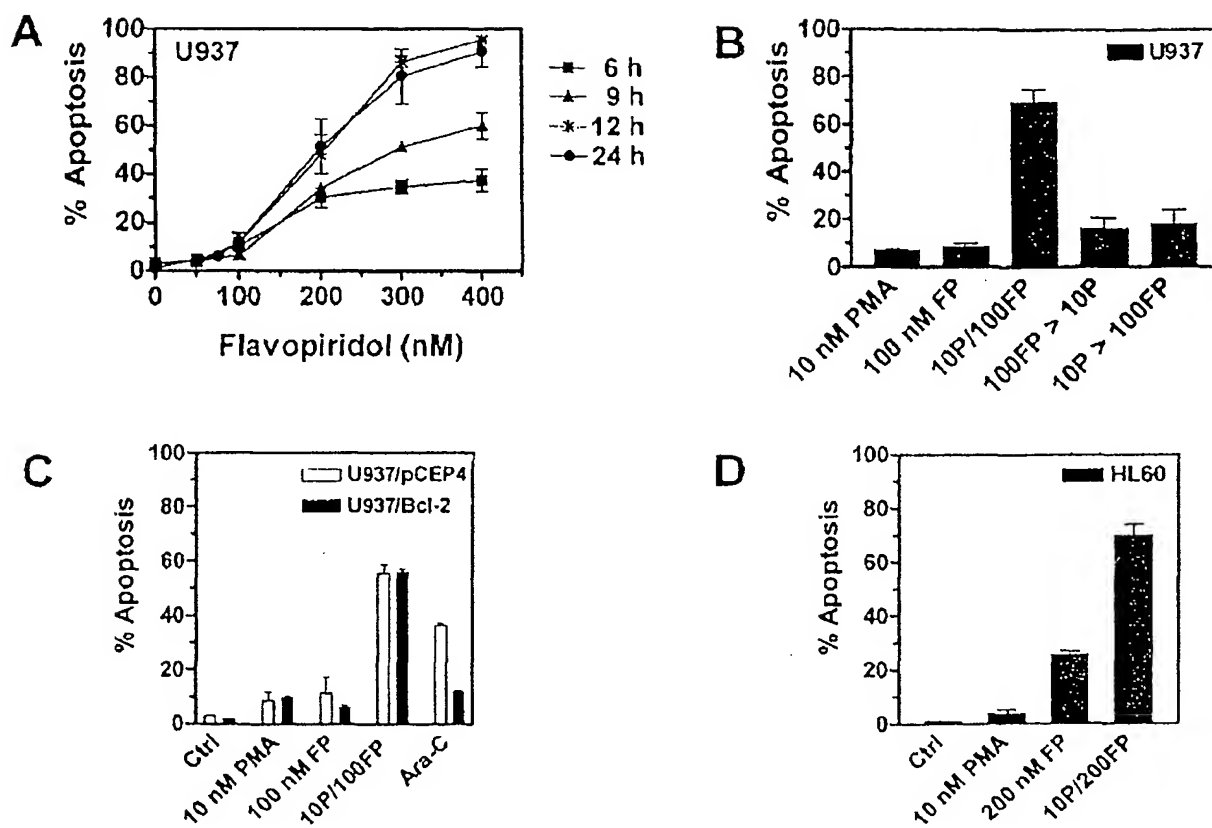 A
U937
% Apoptosis
100
80
60
40
20
0
0 100 200 300 400
Flavopiridol (nM)
6 h
9 h
12 h
24 h
B
U937
% Apoptosis
100
80
60
40
20
0
10 nM PMA
100 nM FP
10P/100FP
100FP > 10P
10P > 100FP
C
U937/pCEP4
U937/Bcl-2
% Apoptosis
100
80
60
40
20
0
Ctrl
10 nM PMA
100 nM FP
10P/100FP
Ara-C
D
HL60
% Apoptosis
100
80
60
40
20
0
Ctrl
10 nM PMA
200 nM FP
10P/200FP